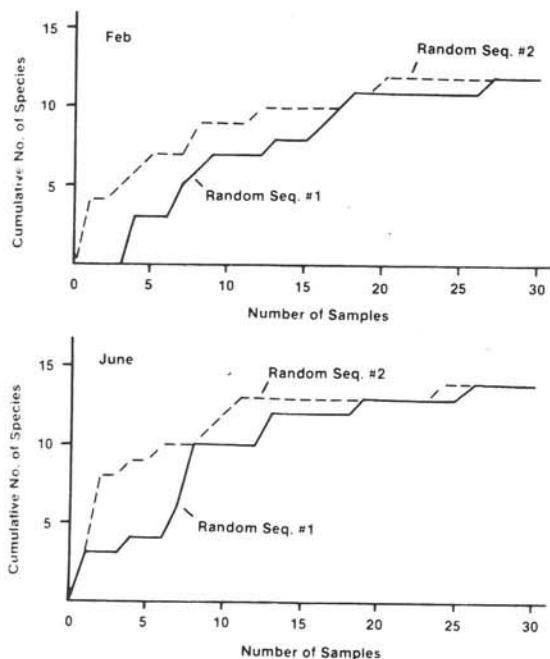 Feb
Random Seq. #2
Random Seq. #1
Cumulative No. of Species
15
10
5
0
5
10
15
20
25
30
Number of Samples
June
Random Seq. #2
Random Seq. #1
Cumulative No. of Species
15
10
5
0
5
10
15
20
25
30
Number of Samples